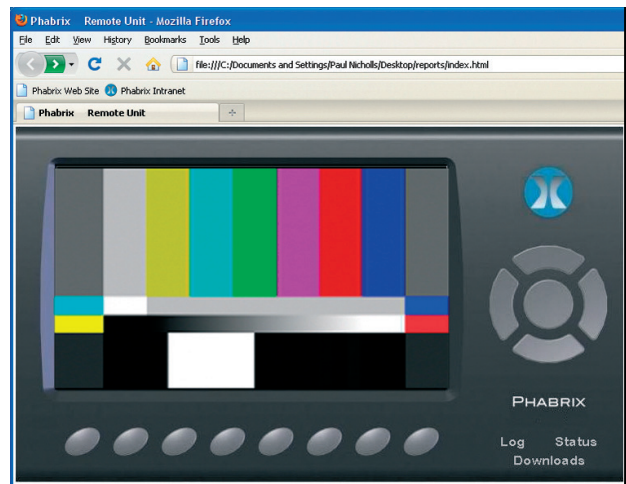 Phabrix Remote Unit - Mozilla Firefox
File Edit View History Bookmarks Tools Help
file:///C:/Documents and Settings/Paul Nicholls/Desktop/reports/index.html
Phabrix Web Site Phabrix Intranet
Phabrix Remote Unit
PHABRIX
Log Status
Downloads